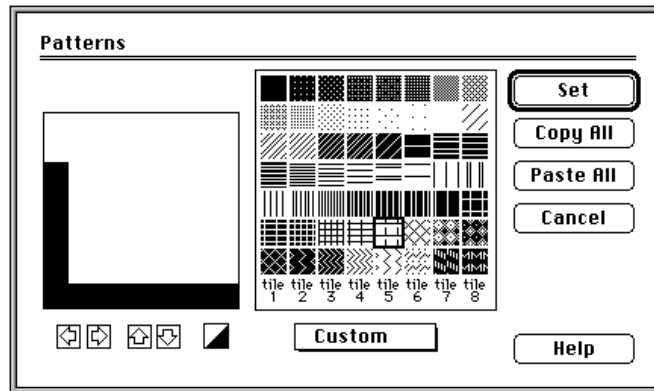 Patterns
Set
Copy All
Paste All
Cancel
tile tile tile tile tile tile tile tile
1 2 3 4 5 6 7 8
Custom
Help